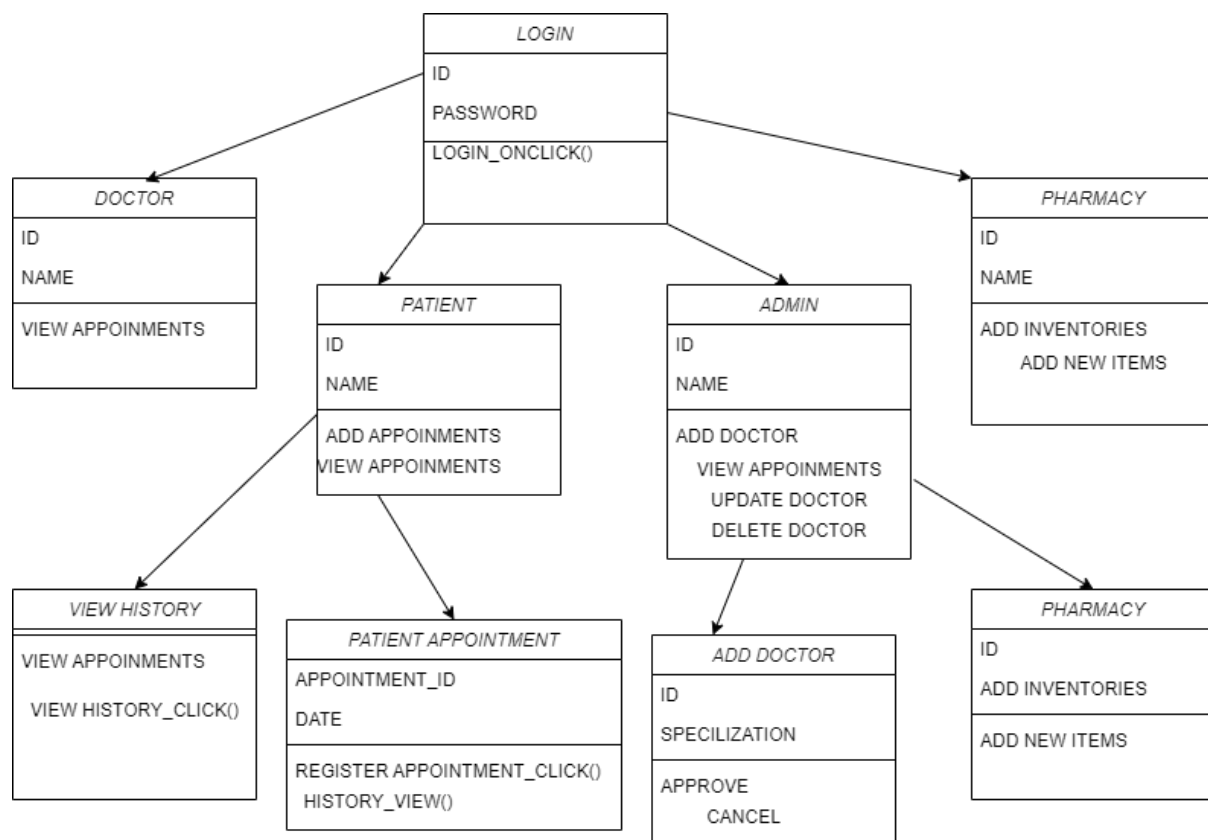 LOGIN
ID
PASSWORD
LOGIN_ONCLICK()
DOCTOR
ID
NAME
VIEW APPOINMENTS
PHARMACY
ID
NAME
ADD INVENTORIES
ADD NEW ITEMS
PATIENT
ID
NAME
ADD APPOINMENTS
VIEW APPOINMENTS
ADMIN
ID
NAME
ADD DOCTOR
VIEW APPOINMENTS
UPDATE DOCTOR
DELETE DOCTOR
VIEW HISTORY
VIEW APPOINMENTS
VIEW HISTORY_CLICK()
PATIENT APPOINTMENT
APPOINTMENT_ID
DATE
REGISTER APPOINTMENT_CLICK()
HISTORY_VIEW()
ADD DOCTOR
ID
SPECILIZATION
APPROVE
CANCEL
PHARMACY
ID
ADD INVENTORIES
ADD NEW ITEMS